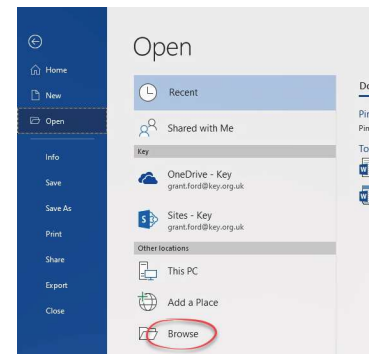 Open
Home
New
Open
Info
Save
Save As
Print
Share
Export
Close
Recent
Shared with Me
Key
OneDrive - Key
grant.ford@key.org.uk
Sites - Key
grant.ford@key.org.uk
Other locations
This PC
Add a Place
Browse
Pin
To